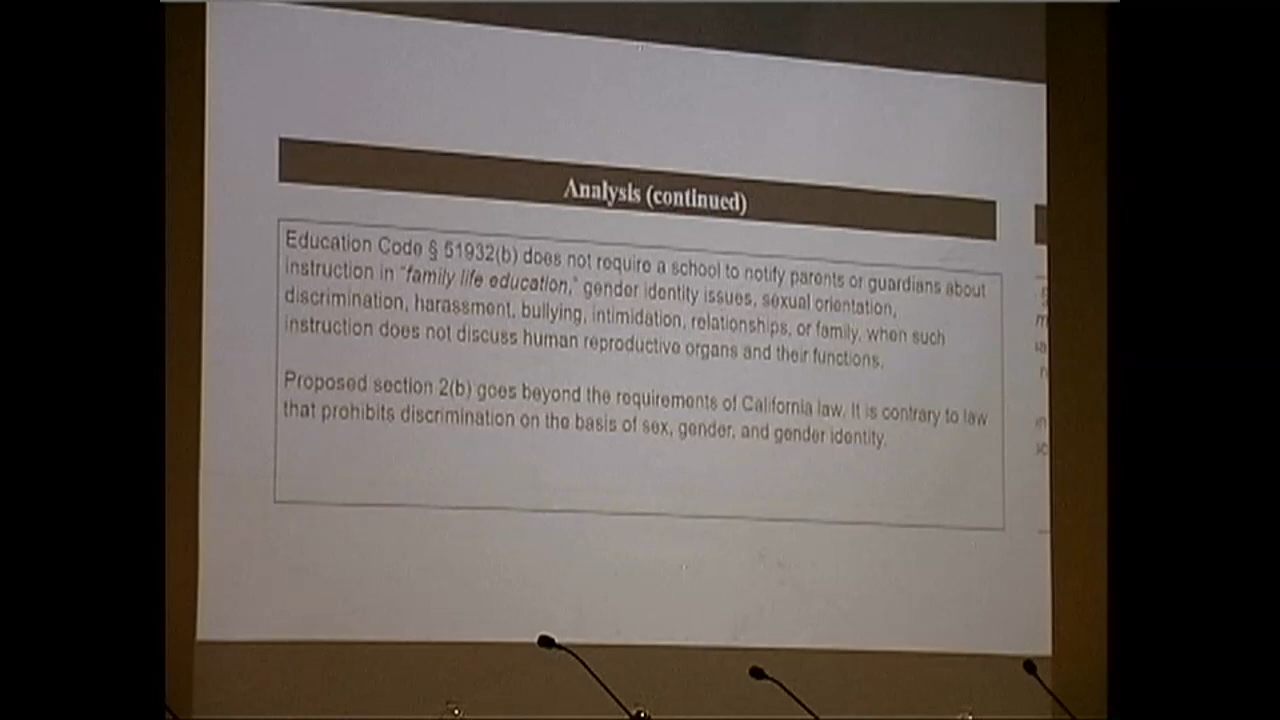 Analysis (continued)
Education Code § 51932(b) does not require a school to notify parents or guardians about
instruction in "family life education," gender identity issues, sexual orientation,
discrimination, harassment, bullying, intimidation, relationships, or family, when such
instruction does not discuss human reproductive organs and their functions.
Proposed section 2(b) goes beyond the requirements of California law. It is contrary to law
that prohibits discrimination on the basis of sex, gender, and gender identity.